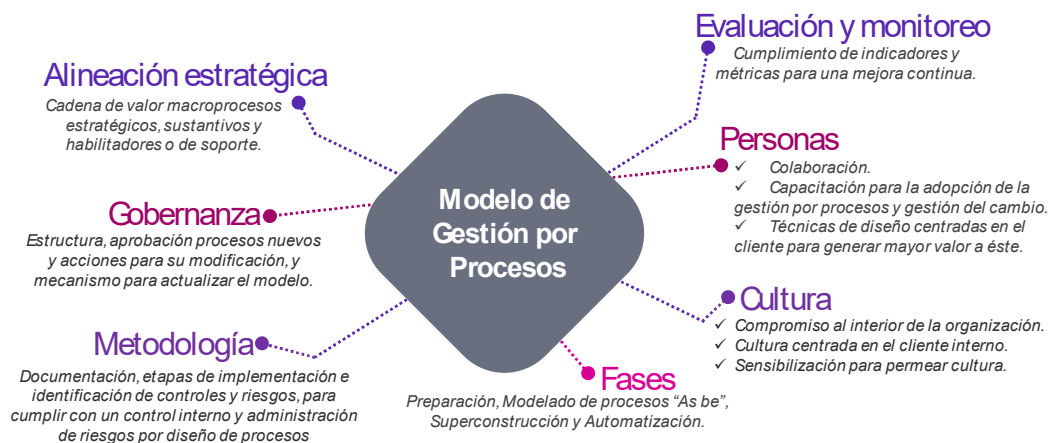 Evaluación y monitoreo
Cumplimiento de indicadores y
métricas para una mejora continua.
Alineación estratégica
Cadena de valor macroprocesos
estratégicos, sustantivos y
habilitadores o de soporte.
Personas
✓ Colaboración.
✓ Capacitación para la adopción de la
gestión por procesos y gestión del cambio.
✓ Técnicas de diseño centradas en el
cliente para generar mayor valor a éste.
Modelo de
Gestión por
Procesos
Gobernanza
Estructura, aprobación procesos nuevos
y acciones para su modificación, y
mecanismo para actualizar el modelo.
Cultura
✓ Compromiso al interior de la organización.
✓ Cultura centrada en el cliente interno.
✓ Sensibilización para permear cultura.
Metodología
Documentación, etapas de implementación e
identificación de controles y riesgos, para
cumplir con un control interno y administración
de riesgos por diseño de procesos
Fases
Preparación, Modelado de procesos “As be”,
Superconstrucción y Automatización.